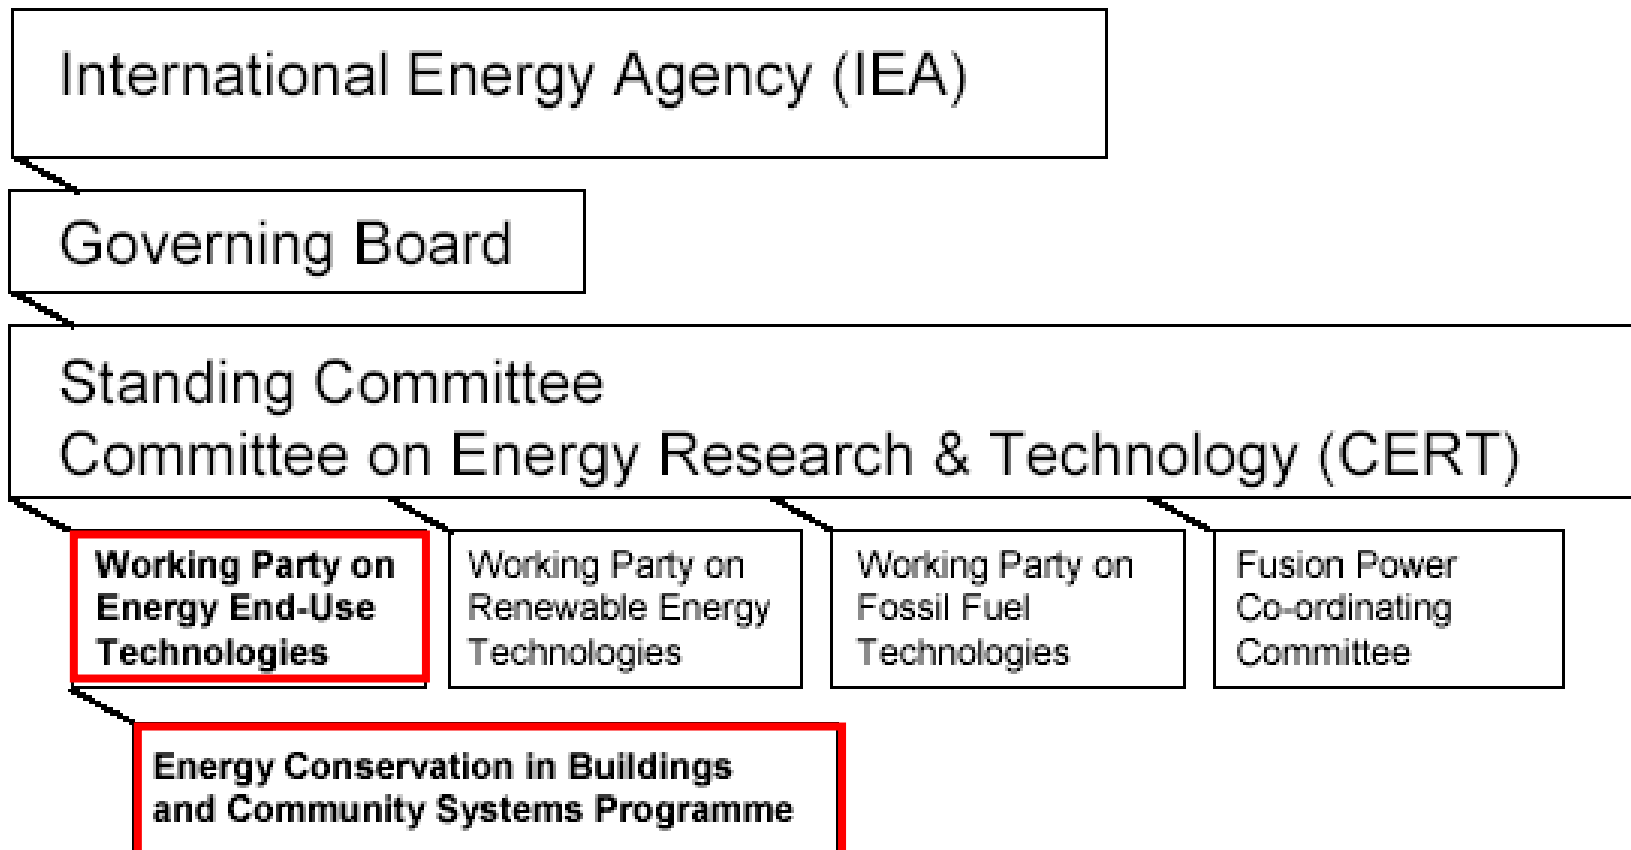 International Energy Agency (IEA)
Governing Board
Standing Committee
Committee on Energy Research & Technology (CERT)
Working Party on
Energy End-Use
Technologies
Working Party on
Renewable Energy
Technologies
Working Party on
Fossil Fuel
Technologies
Fusion Power
Co-ordinating
Committee
Energy Conservation in Buildings
and Community Systems Programme